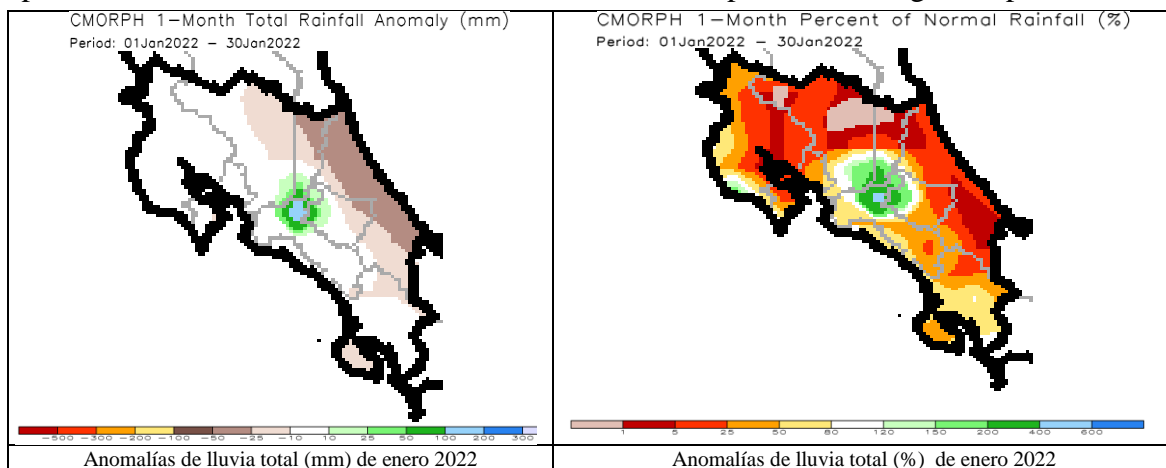 CMORPH 1-Month Total Rainfall Anomaly (mm)
Period: 01Jan2022 – 30Jan2022
-500 -300 -200 -100 -50 -25 -10 10 25 50 100 200 300
Anomalías de lluvia total (mm) de enero 2022
CMORPH 1-Month Percent of Normal Rainfall (%)
Period: 01Jan2022 – 30Jan2022
1 5 25 50 80 120 150 200 400 600
Anomalías de lluvia total (%) de enero 2022